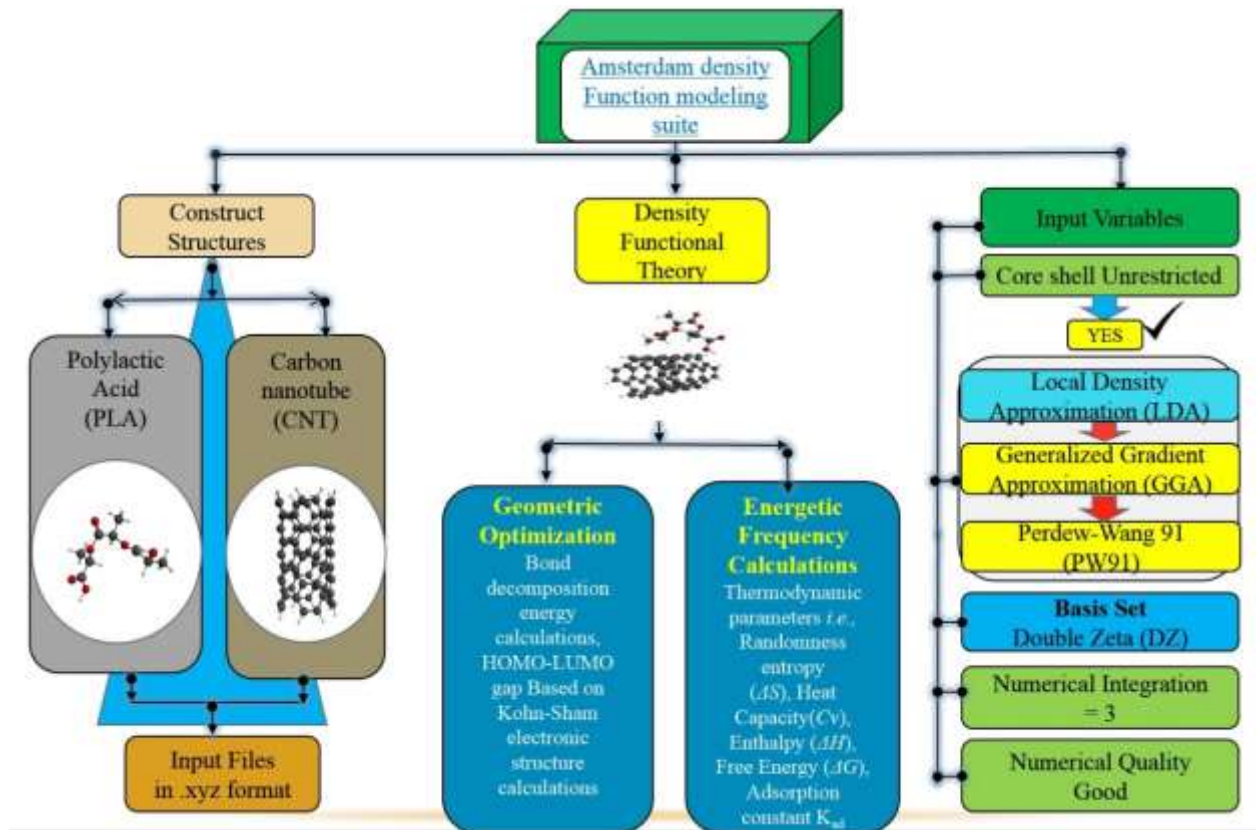 Amsterdam density
Function modeling
suite
Construct
Structures
Polylactic
Acid
(PLA)
Carbon
nanotube
(CNT)
Input Files
in .xyz format
Density
Functional
Theory
Geometric
Optimization
Bond
decomposition
energy
calculations,
HOMO-LUMO
gap Based on
Kohn-Sham
electronic
structure
calculations
Energetic
Frequency
Calculations
Thermodynamic
parameters i.e.,
Randomness
entropy
(ΔS), Heat
Capacity(Cv),
Enthalpy (ΔH),
Free Energy (ΔG),
Adsorption
constant Kad
Input Variables
Core shell Unrestricted
YES
Local Density
Approximation (LDA)
Generalized Gradient
Approximation (GGA)
Perdew-Wang 91
(PW91)
Basis Set
Double Zeta (DZ)
Numerical Integration
= 3
Numerical Quality
Good